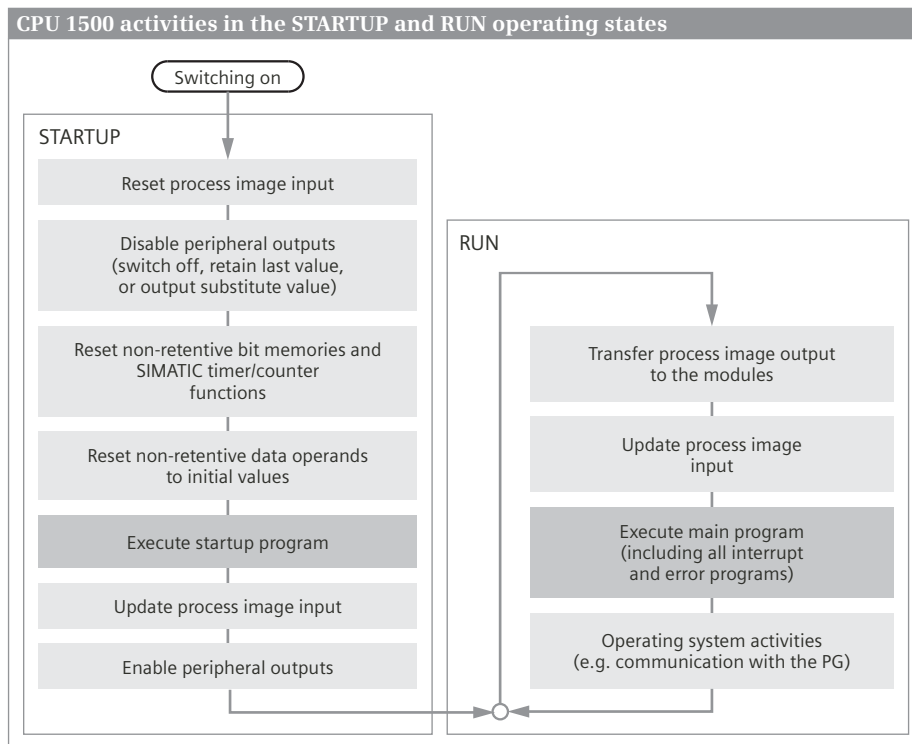 CPU 1500 activities in the STARTUP and RUN operating states
Switching on
STARTUP
Reset process image input
Disable peripheral outputs
(switch off, retain last value,
or output substitute value)
Reset non-retentive bit memories and
SIMATIC timer/counter
functions
Reset non-retentive data operands
to initial values
Execute startup program
Update process image input
Enable peripheral outputs
RUN
Transfer process image output
to the modules
Update process image
input
Execute main program
(including all interrupt
and error programs)
Operating system activities
(e.g. communication with the PG)